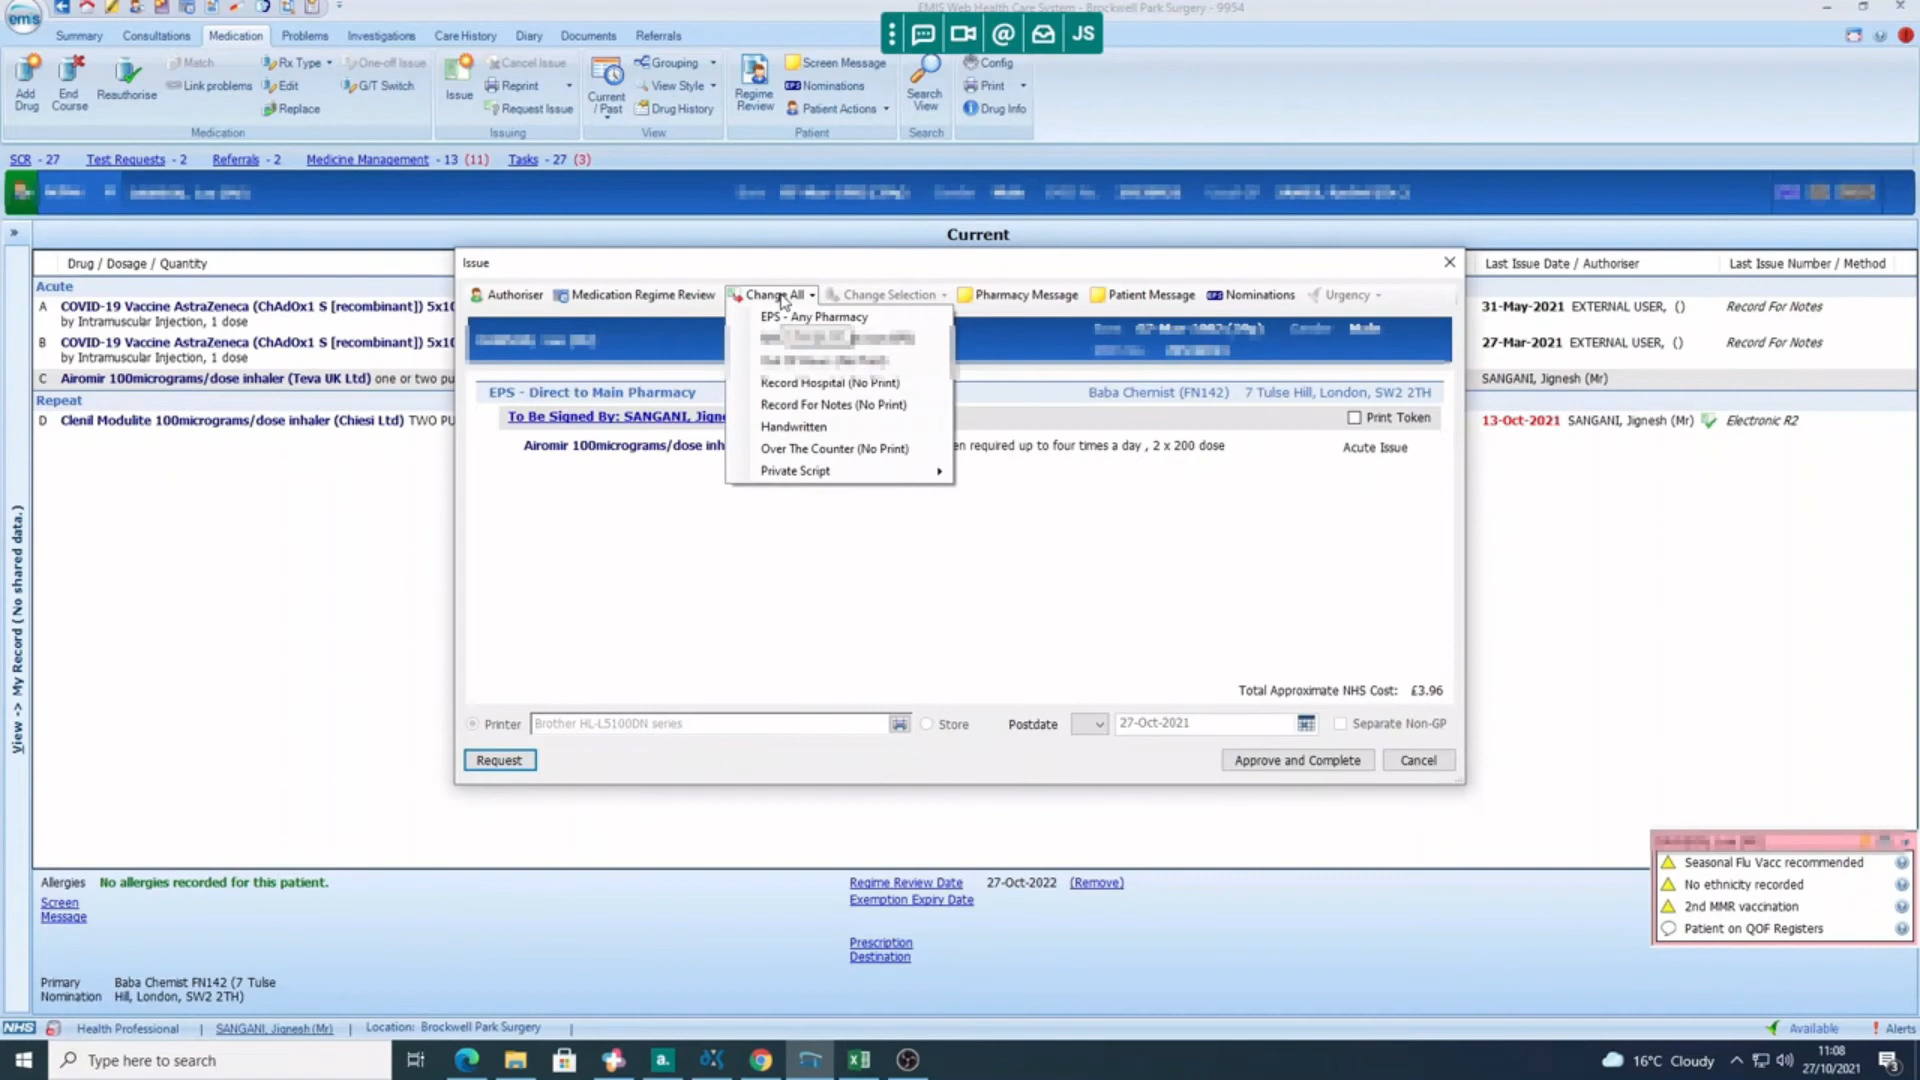 EMIS Web Health Care System - Brockwell Park Surgery - 9954
emis
Summary Consultations Medication Problems Investigations Care History Diary Documents Referrals
JS
Add Drug
End Course
Reauthorise
Match
Link problems
Rx Type
Edit
Replace
One-off Issue
G/T Switch
Medication
Issue
Cancel Issue
Reprint
Request Issue
Issuing
Current / Past
Grouping
View Style
Drug History
View
Regime Review
Screen Message
Nominations
Patient Actions
Patient
Search View
Search
Config
Print
Drug Info
SCR - 27 Test Requests - 2 Referrals - 2 Medicine Management - 13 (11) Tasks - 27 (3)
Current
Drug / Dosage / Quantity
Last Issue Date / Authoriser Last Issue Number / Method
Acute
A COVID-19 Vaccine AstraZeneca (ChAdOx1 S [recombinant]) 5x10
by Intramuscular Injection, 1 dose
31-May-2021 EXTERNAL USER, () Record For Notes
B COVID-19 Vaccine AstraZeneca (ChAdOx1 S [recombinant]) 5x10
by Intramuscular Injection, 1 dose
27-Mar-2021 EXTERNAL USER, () Record For Notes
C Airomir 100micrograms/dose inhaler (Teva UK Ltd) one or two pu
SANGANI, Jignesh (Mr)
Repeat
D Clenil Modulite 100micrograms/dose inhaler (Chiesi Ltd) TWO PU
13-Oct-2021 SANGANI, Jignesh (Mr) Electronic R2
View -> My Record ( No shared data.)
Issue
Authoriser Medication Regime Review Change All Change Selection Pharmacy Message Patient Message Nominations Urgency
EPS - Any Pharmacy
Record Hospital (No Print)
Record For Notes (No Print)
Handwritten
Over The Counter (No Print)
Private Script
EPS - Direct to Main Pharmacy
Baba Chemist (FN142) 7 Tulse Hill, London, SW2 2TH
To Be Signed By: SANGANI, Jigne
Print Token
Airomir 100micrograms/dose inh
en required up to four times a day , 2 x 200 dose
Acute Issue
Total Approximate NHS Cost: £3.96
Printer Brother HL-L5100DN series Store Postdate 27-Oct-2021 Separate Non-GP
Request Approve and Complete Cancel
Seasonal Flu Vacc recommended
No ethnicity recorded
2nd MMR vaccination
Patient on QOF Registers
Allergies No allergies recorded for this patient.
Screen Message
Regime Review Date 27-Oct-2022 (Remove)
Exemption Expiry Date
Prescription Destination
Primary Nomination
Baba Chemist FN142 (7 Tulse
Hill, London, SW2 2TH)
NHS Health Professional | SANGANI, Jignesh (Mr) | Location: Brockwell Park Surgery |
Available Alerts
Type here to search
a.
16°C Cloudy
11:08
27/10/2021
3